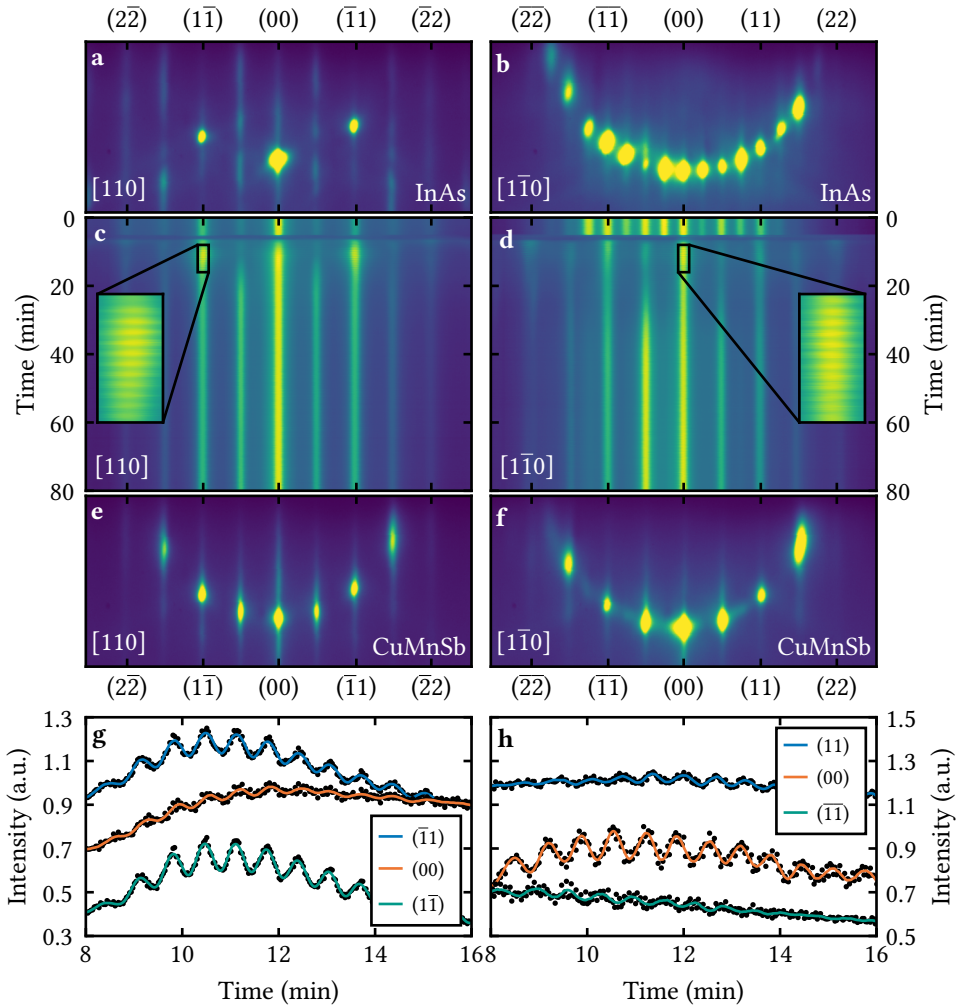 (22̅) (11̅) (00) (1̅1) (2̅2) (2̅2̅) (1̅1̅) (00) (11) (22)
a b
[110] InAs [11̅0] InAs
0 c d 0
20 20
40 40
60 60
80 [110] [11̅0] 80
Time (min) Time (min)
e f
[110] CuMnSb [11̅0] CuMnSb
(22̅) (11̅) (00) (1̅1) (2̅2) (2̅2̅) (1̅1̅) (00) (11) (22)
1.3 g h 1.5
1.1 1.3
0.9 1.1
0.7 0.9
0.5 0.7
0.3 0.5
(1̅1)
(00)
(11̅)
(11)
(00)
(1̅1̅)
Intensity (a.u.) Intensity (a.u.)
8 10 12 14 16 8 10 12 14 16
Time (min) Time (min)